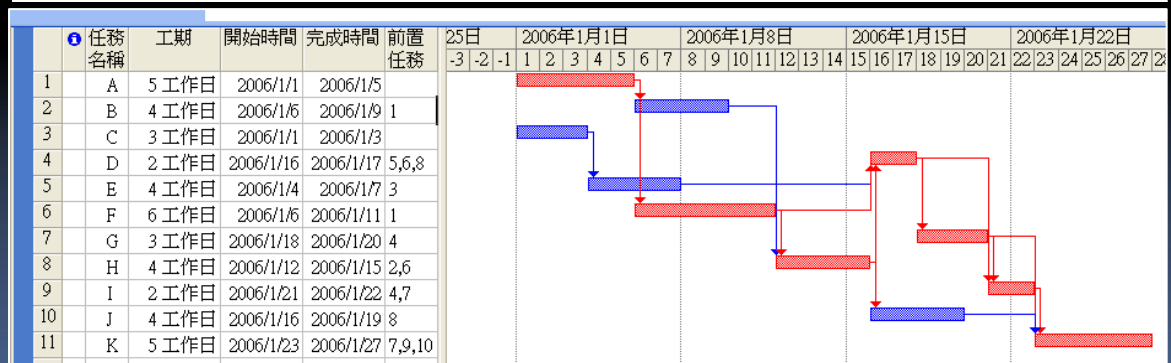 任務名稱 工期 開始時間 完成時間 前置任務 25日 2006年1月1日 2006年1月8日 2006年1月15日 2006年1月22日
-3 -2 -1 1 2 3 4 5 6 7 8 9 10 11 12 13 14 15 16 17 18 19 20 21 22 23 24 25 26 27
1 A 5 工作日 2006/1/1 2006/1/5
2 B 4 工作日 2006/1/6 2006/1/9 1
3 C 3 工作日 2006/1/1 2006/1/3
4 D 2 工作日 2006/1/16 2006/1/17 5,6,8
5 E 4 工作日 2006/1/4 2006/1/7 3
6 F 6 工作日 2006/1/6 2006/1/11 1
7 G 3 工作日 2006/1/18 2006/1/20 4
8 H 4 工作日 2006/1/12 2006/1/15 2,6
9 I 2 工作日 2006/1/21 2006/1/22 4,7
10 J 4 工作日 2006/1/16 2006/1/19 8
11 K 5 工作日 2006/1/23 2006/1/27 7,9,10